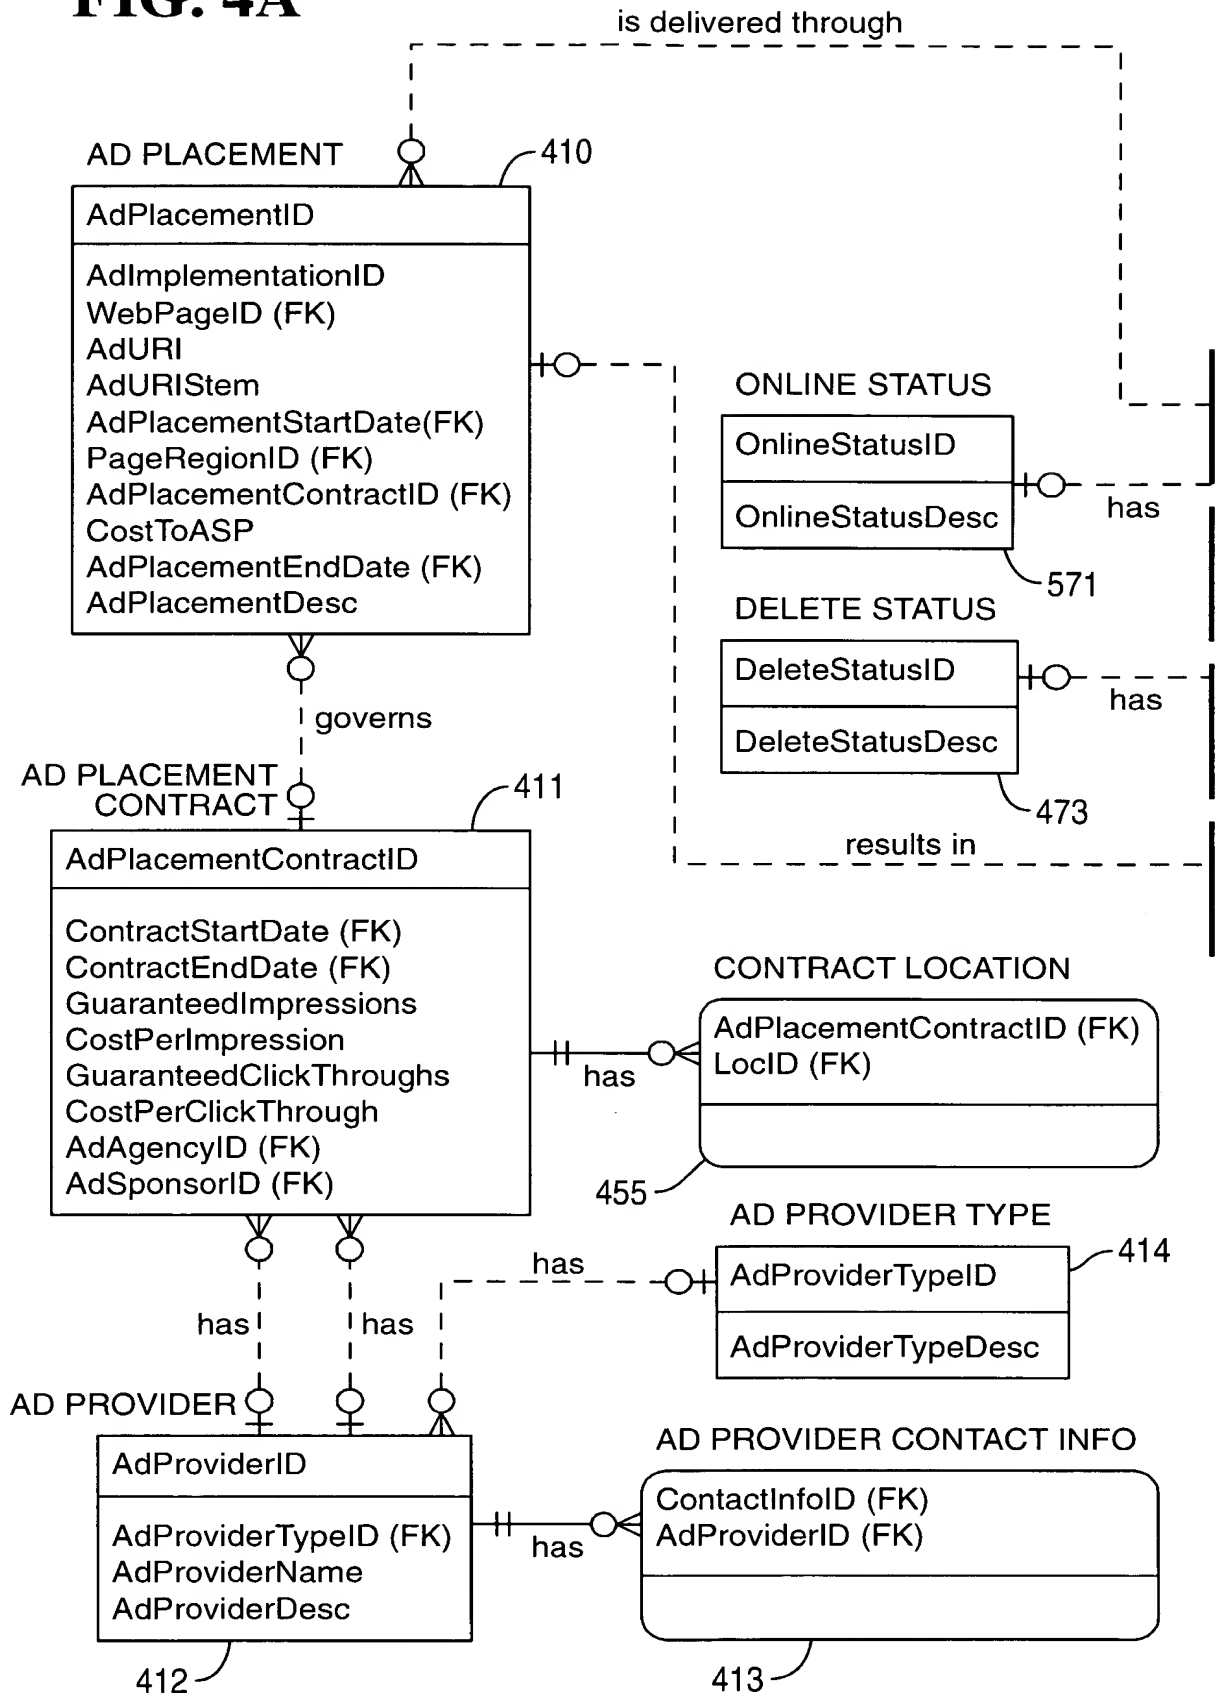 FIG. 4A
is delivered through
AD PLACEMENT
410
AdPlacementID
AdImplementationID
WebPageID (FK)
AdURI
AdURIStem
AdPlacementStartDate(FK)
PageRegionID (FK)
AdPlacementContractID (FK)
CostToASP
AdPlacementEndDate (FK)
AdPlacementDesc
ONLINE STATUS
OnlineStatusID
OnlineStatusDesc
has
571
DELETE STATUS
DeleteStatusID
DeleteStatusDesc
has
473
governs
results in
AD PLACEMENT
CONTRACT
411
AdPlacementContractID
ContractStartDate (FK)
ContractEndDate (FK)
GuaranteedImpressions
CostPerImpression
GuaranteedClickThroughs
CostPerClickThrough
AdAgencyID (FK)
AdSponsorID (FK)
has
CONTRACT LOCATION
AdPlacementContractID (FK)
LocID (FK)
455
AD PROVIDER TYPE
414
AdProviderTypeID
AdProviderTypeDesc
has
has
has
AD PROVIDER
AdProviderID
AdProviderTypeID (FK)
AdProviderName
AdProviderDesc
412
has
AD PROVIDER CONTACT INFO
ContactInfoID (FK)
AdProviderID (FK)
413